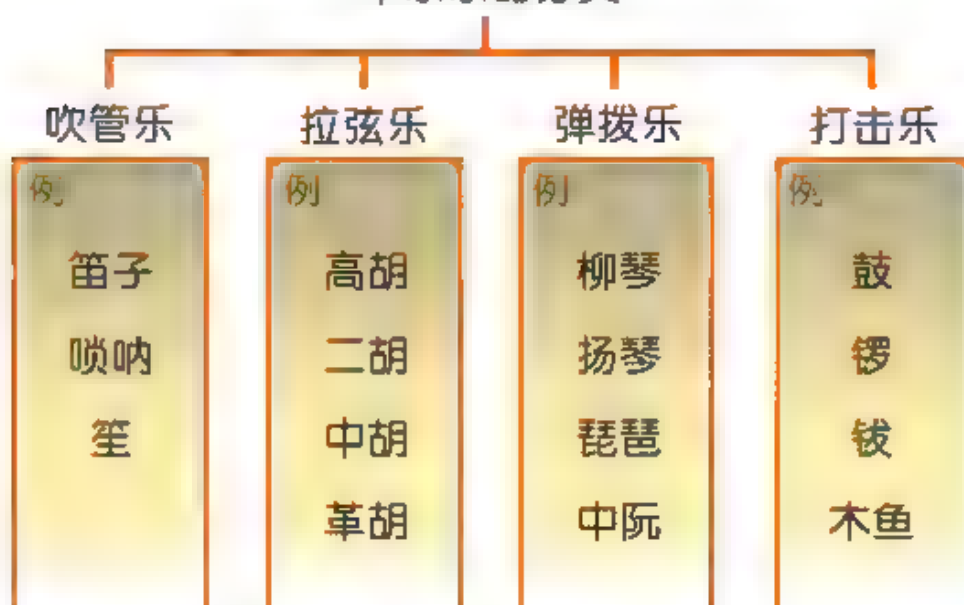 吹管乐 拉弦乐 弹拨乐 打击乐
例 例 例 例
笛子 高胡 柳琴 鼓
唢呐 二胡 扬琴 锣
笙 中胡 琵琶 钹
革胡 中阮 木鱼